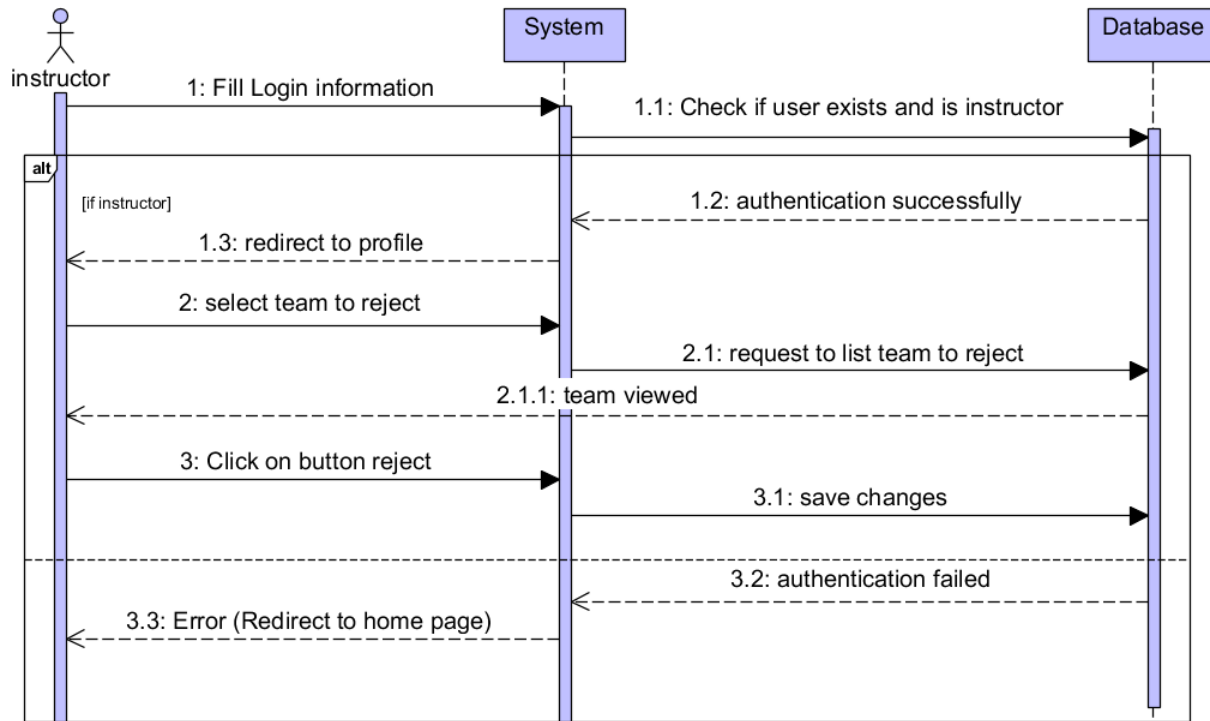 instructor
System
Database
1: Fill Login information
1.1: Check if user exists and is instructor
alt
[if instructor]
1.2: authentication successfully
1.3: redirect to profile
2: select team to reject
2.1: request to list team to reject
2.1.1: team viewed
3: Click on button reject
3.1: save changes
3.2: authentication failed
3.3: Error (Redirect to home page)